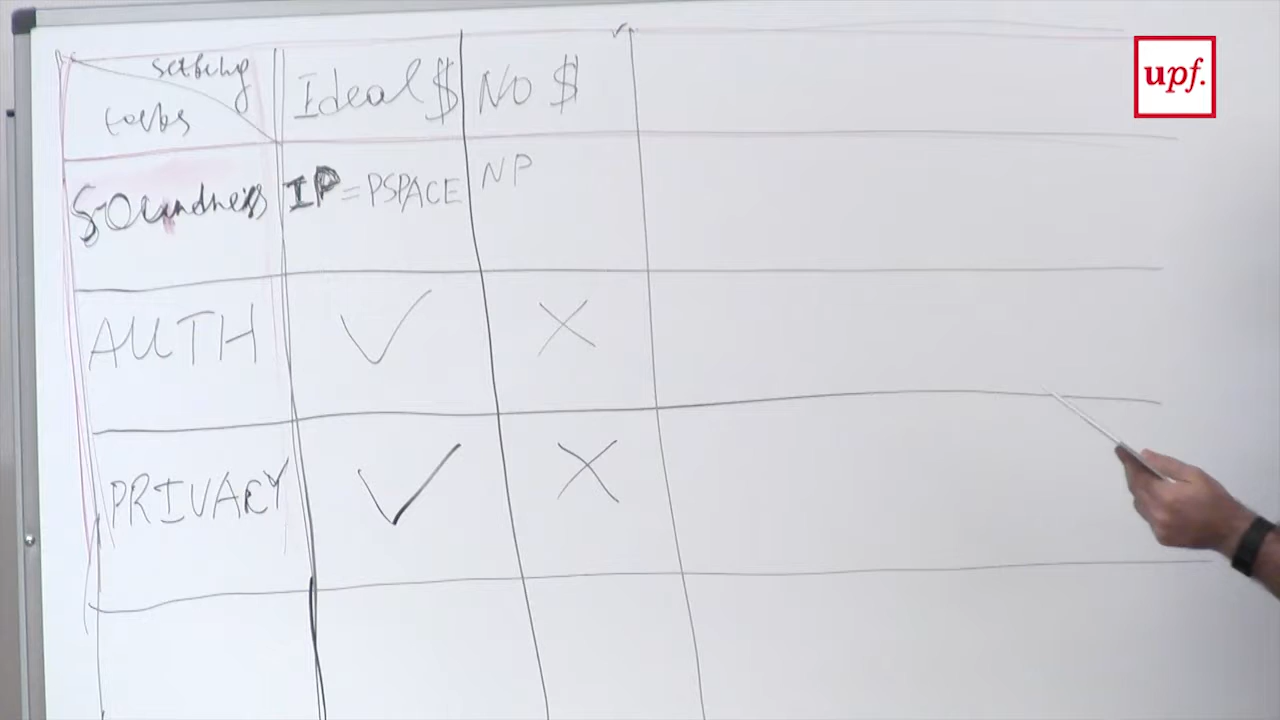 upf.
setting
tasks
Ideal $
NO $
Soundness
IP = PSPACE
NP
AUTH
PRIVACY